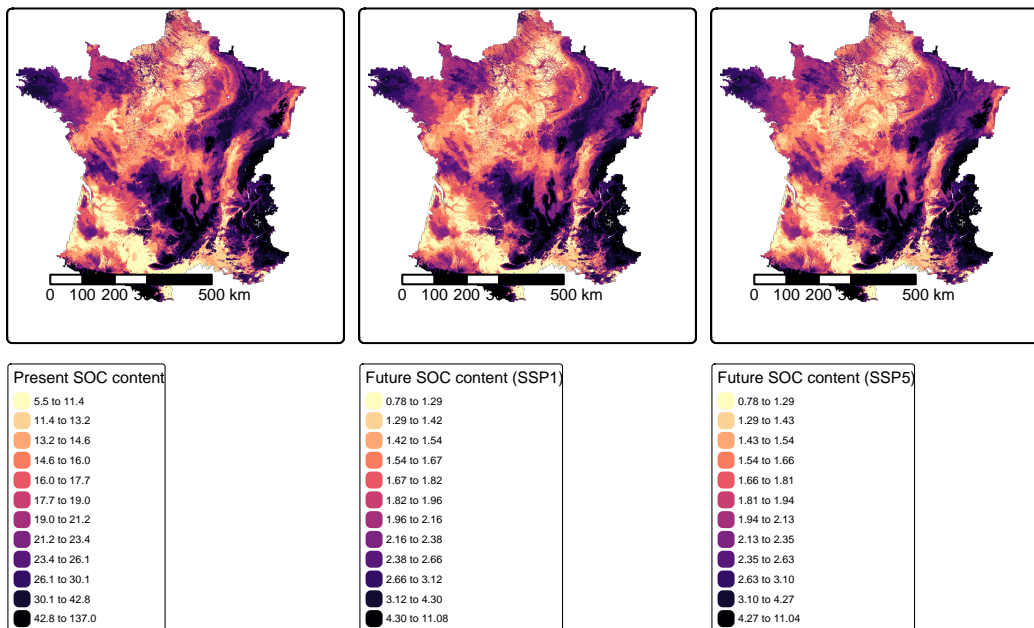 0 100 200 3 500 km
0 100 200 3 500 km
0 100 200 3 500 km
Present SOC content
5.5 to 11.4
11.4 to 13.2
13.2 to 14.6
14.6 to 16.0
16.0 to 17.7
17.7 to 19.0
19.0 to 21.2
21.2 to 23.4
23.4 to 26.1
26.1 to 30.1
30.1 to 42.8
42.8 to 137.0
Future SOC content (SSP1)
0.78 to 1.29
1.29 to 1.42
1.42 to 1.54
1.54 to 1.67
1.67 to 1.82
1.82 to 1.96
1.96 to 2.16
2.16 to 2.38
2.38 to 2.66
2.66 to 3.12
3.12 to 4.30
4.30 to 11.08
Future SOC content (SSP5)
0.78 to 1.29
1.29 to 1.43
1.43 to 1.54
1.54 to 1.66
1.66 to 1.81
1.81 to 1.94
1.94 to 2.13
2.13 to 2.35
2.35 to 2.63
2.63 to 3.10
3.10 to 4.27
4.27 to 11.04